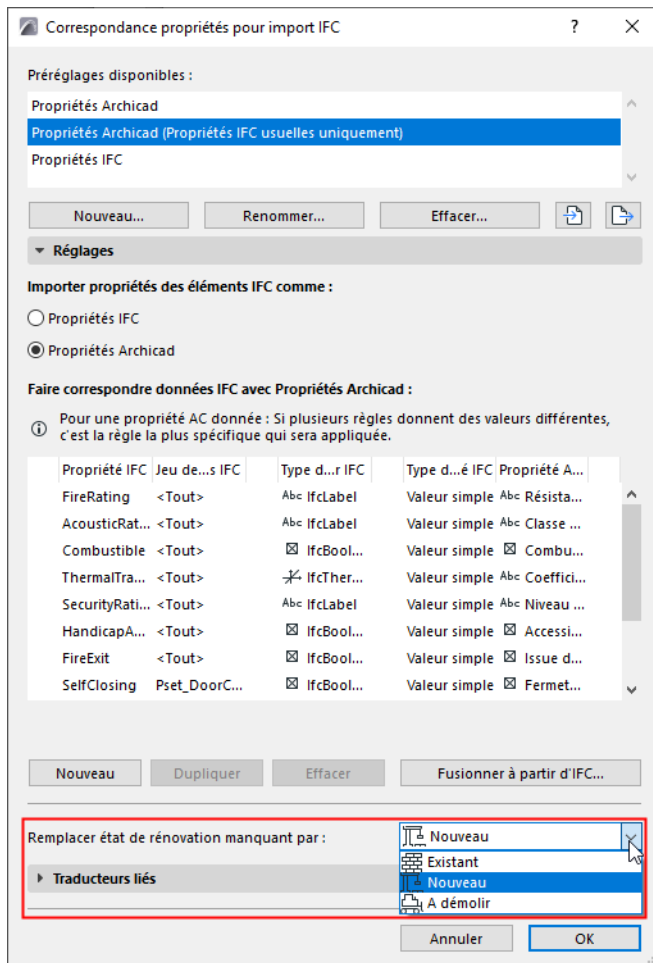 Correspondance propriétés pour import IFC
?
Préréglages disponibles :
Propriétés Archicad
Propriétés Archicad (Propriétés IFC usuelles uniquement)
Propriétés IFC
Nouveau... Renommer... Effacer...
Réglages
Importer propriétés des éléments IFC comme :
Propriétés IFC
Propriétés Archicad
Faire correspondre données IFC avec Propriétés Archicad :
Pour une propriété AC donnée : Si plusieurs règles donnent des valeurs différentes,
c'est la règle la plus spécifique qui sera appliquée.
Propriété IFC Jeu de...s IFC Type d...r IFC Type d...é IFC Propriété A...
FireRating <Tout> Abc IfcLabel Valeur simple Abc Résista...
AcousticRat... <Tout> Abc IfcLabel Valeur simple Abc Classe ...
Combustible <Tout> IfcBool... Valeur simple Combu...
ThermalTra... <Tout> IfcTher... Valeur simple Abc Coeffici...
SecurityRati... <Tout> Abc IfcLabel Valeur simple Abc Niveau ...
HandicapA... <Tout> IfcBool... Valeur simple Accessi...
FireExit <Tout> IfcBool... Valeur simple Issue d...
SelfClosing Pset_DoorC... IfcBool... Valeur simple Fermet...
Nouveau Dupliquer Effacer Fusionner à partir d'IFC...
Remplacer état de rénovation manquant par : Nouveau
Existant
Traducteurs liés Nouveau
A démolir
Annuler OK